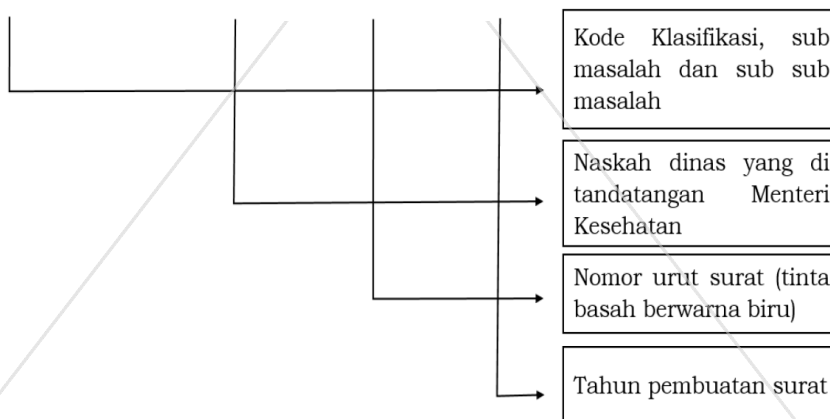 Kode Klasifikasi, sub
masalah dan sub sub
masalah
Naskah dinas yang di
tandatangan Menteri
Kesehatan
Nomor urut surat (tinta
basah berwarna biru)
Tahun pembuatan surat